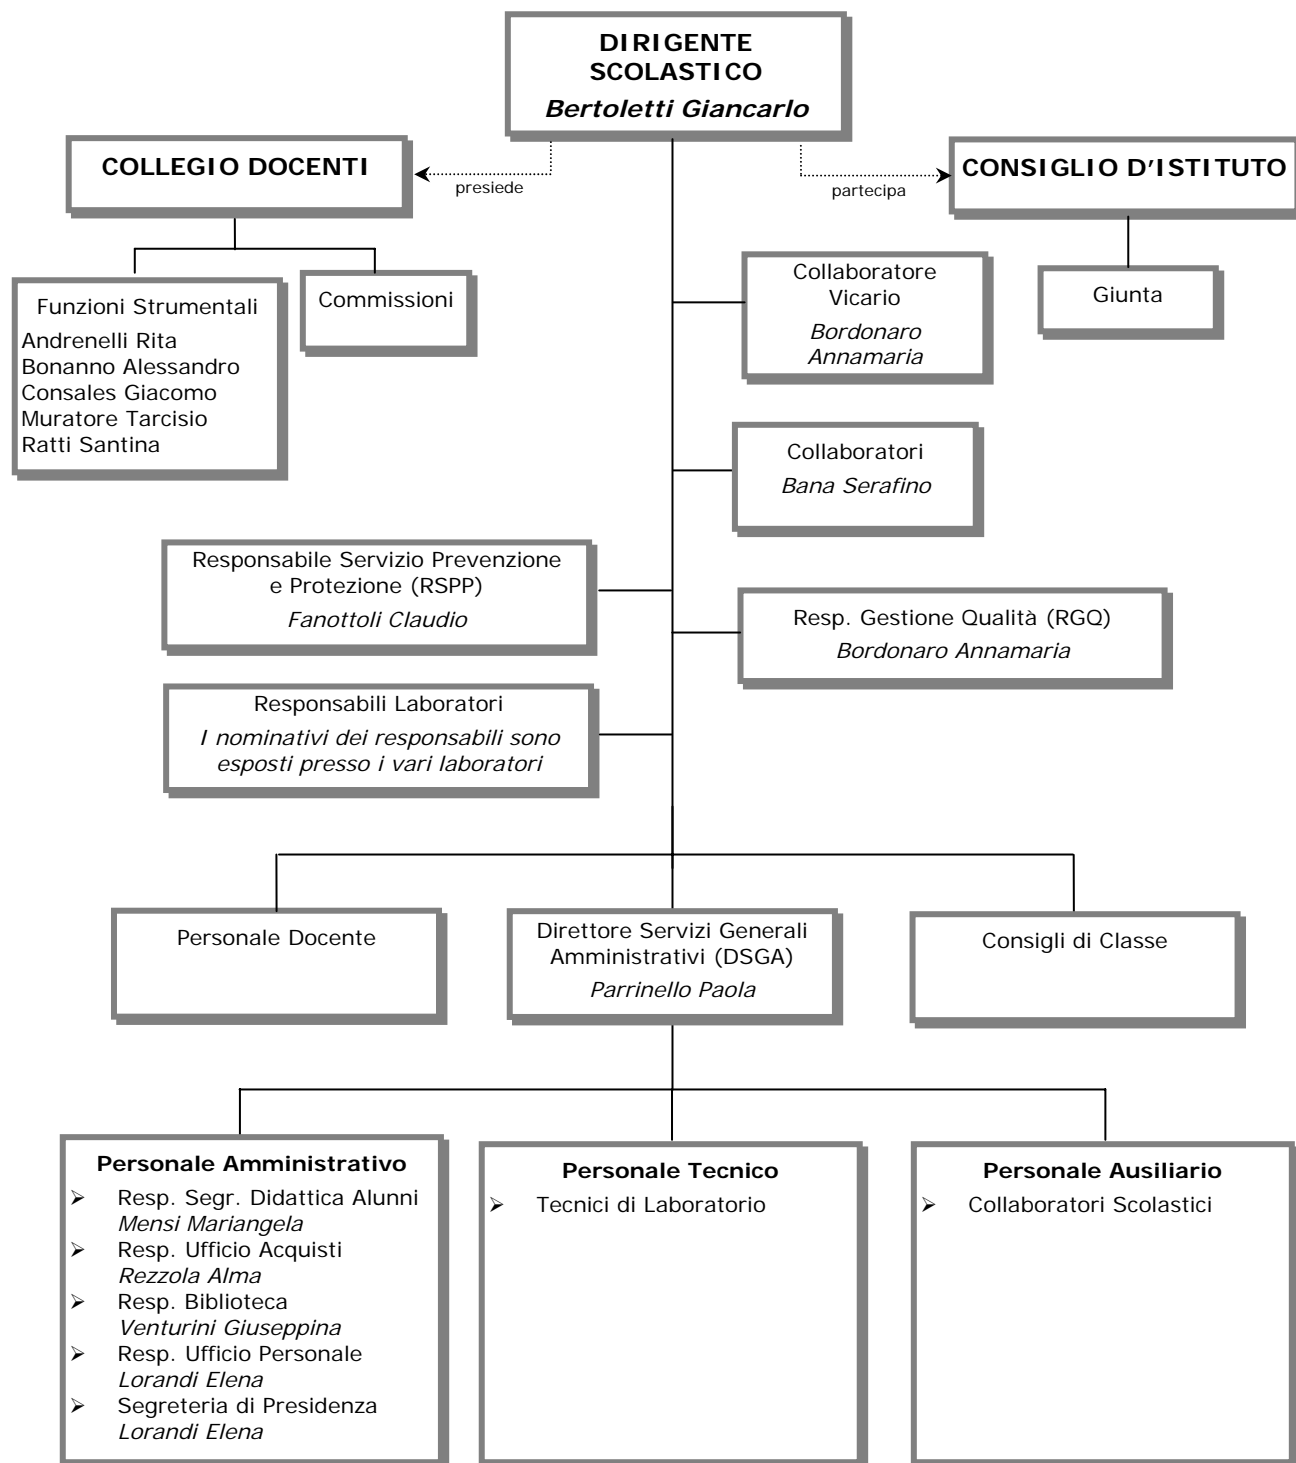 DIRIGENTE
SCOLASTICO
Bertoletti Giancarlo
COLLEGIO DOCENTI
presiede
partecipa
CONSIGLIO D'ISTITUTO
Funzioni Strumentali
Andrenelli Rita
Bonanno Alessandro
Consales Giacomo
Muratore Tarcisio
Ratti Santina
Commissioni
Collaboratore
Vicario
Bordonaro
Annamaria
Giunta
Collaboratori
Bana Serafino
Responsabile Servizio Prevenzione
e Protezione (RSPP)
Fanottoli Claudio
Resp. Gestione Qualità (RGQ)
Bordonaro Annamaria
Responsabili Laboratori
I nominativi dei responsabili sono
esposti presso i vari laboratori
Personale Docente
Direttore Servizi Generali
Amministrativi (DSGA)
Parrinello Paola
Consigli di Classe
Personale Amministrativo
➢ Resp. Segr. Didattica Alunni
Mensi Mariangela
➢ Resp. Ufficio Acquisti
Rezzola Alma
➢ Resp. Biblioteca
Venturini Giuseppina
➢ Resp. Ufficio Personale
Lorandi Elena
➢ Segreteria di Presidenza
Lorandi Elena
Personale Tecnico
➢ Tecnici di Laboratorio
Personale Ausiliario
➢ Collaboratori Scolastici